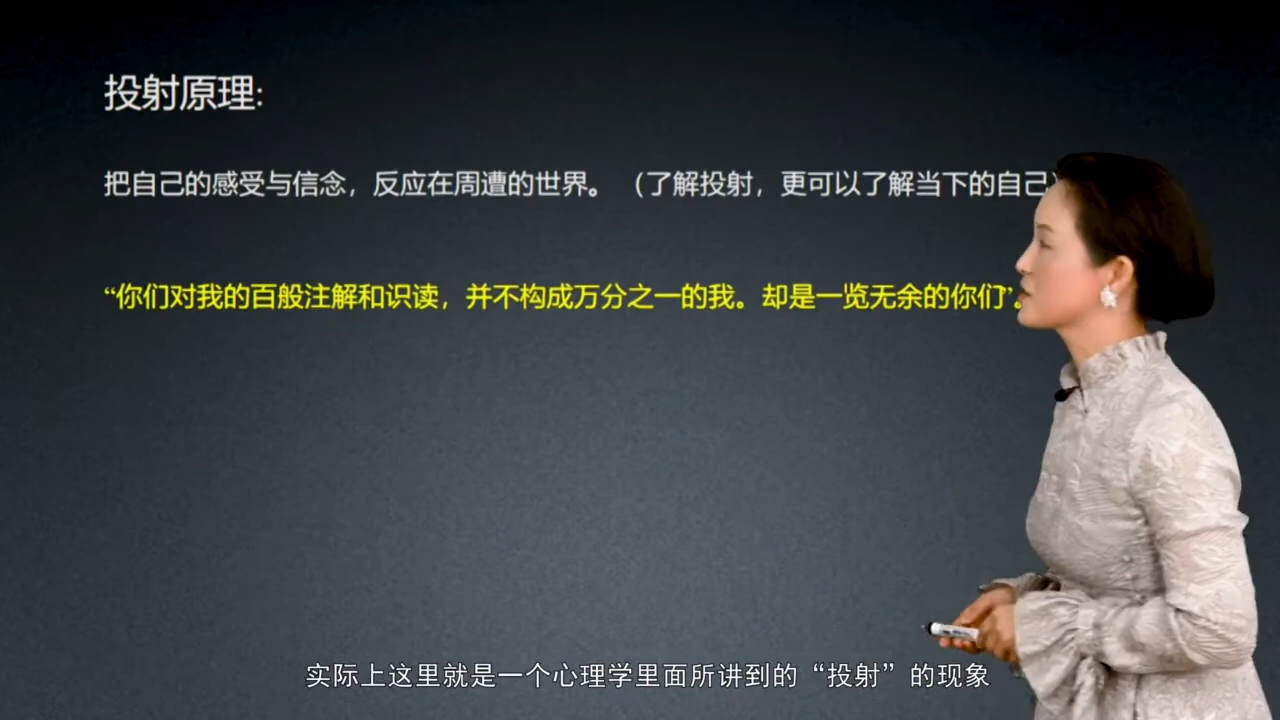 投射原理:
把自己的感受与信念，反应在周遭的世界。（了解投射，更可以了解当下的自己）
“你们对我的百般注解和识读，并不构成万分之一的我。却是一览无余的你们”。
实际上这里就是一个心理学里面所讲到的“投射”的现象